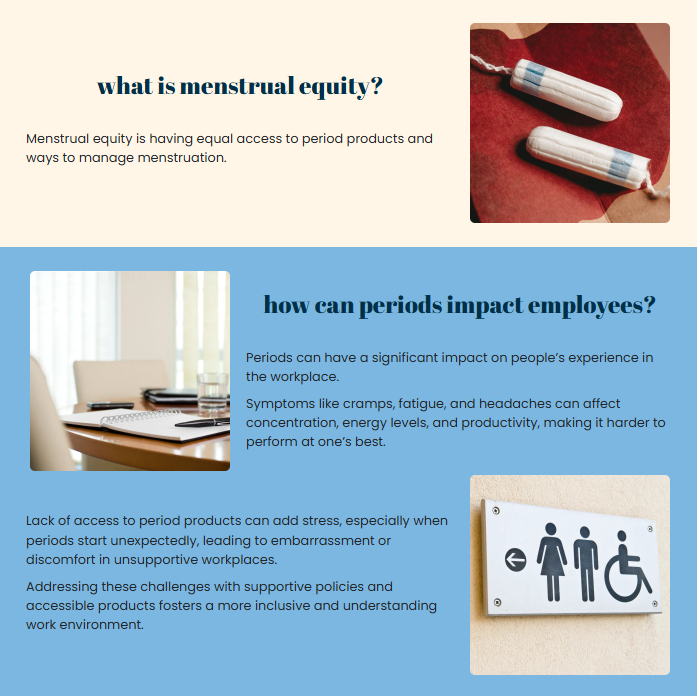 what is menstrual equity?
Menstrual equity is having equal access to period products and
ways to manage menstruation.
how can periods impact employees?
Periods can have a significant impact on people's experience in
the workplace.
Symptoms like cramps, fatigue, and headaches can affect
concentration, energy levels, and productivity, making it harder to
perform at one's best.
Lack of access to period products can add stress, especially when
periods start unexpectedly, leading to embarrassment or
discomfort in unsupportive workplaces.
Addressing these challenges with supportive policies and
accessible products fosters a more inclusive and understanding
work environment.